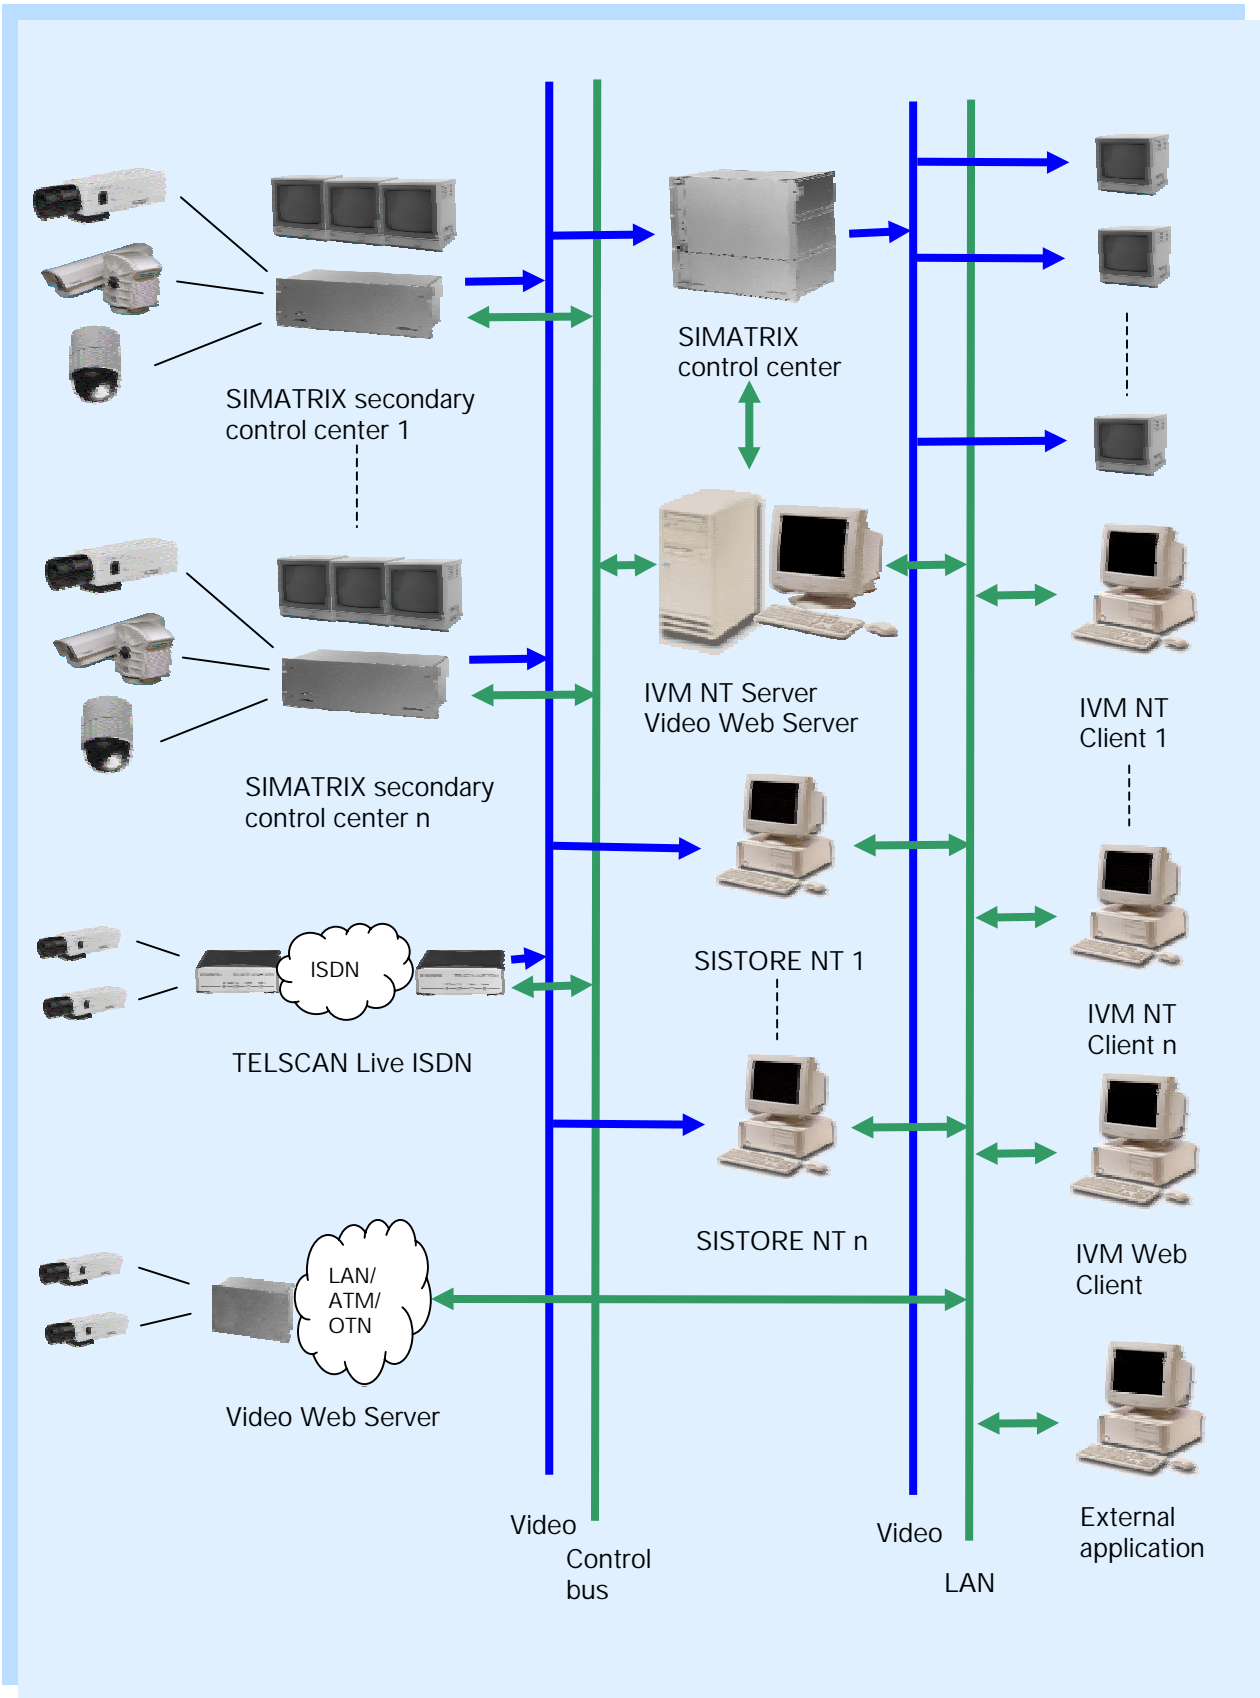 SIMATRIX
control center
SIMATRIX secondary
control center 1
IVM NT Server
Video Web Server
IVM NT
Client 1
SIMATRIX secondary
control center n
ISDN
SISTORE NT 1
IVM NT
Client n
TELSCAN Live ISDN
SISTORE NT n
IVM Web
Client
LAN/
ATM/
OTN
Video Web Server
Video
Control
bus
Video
LAN
External
application